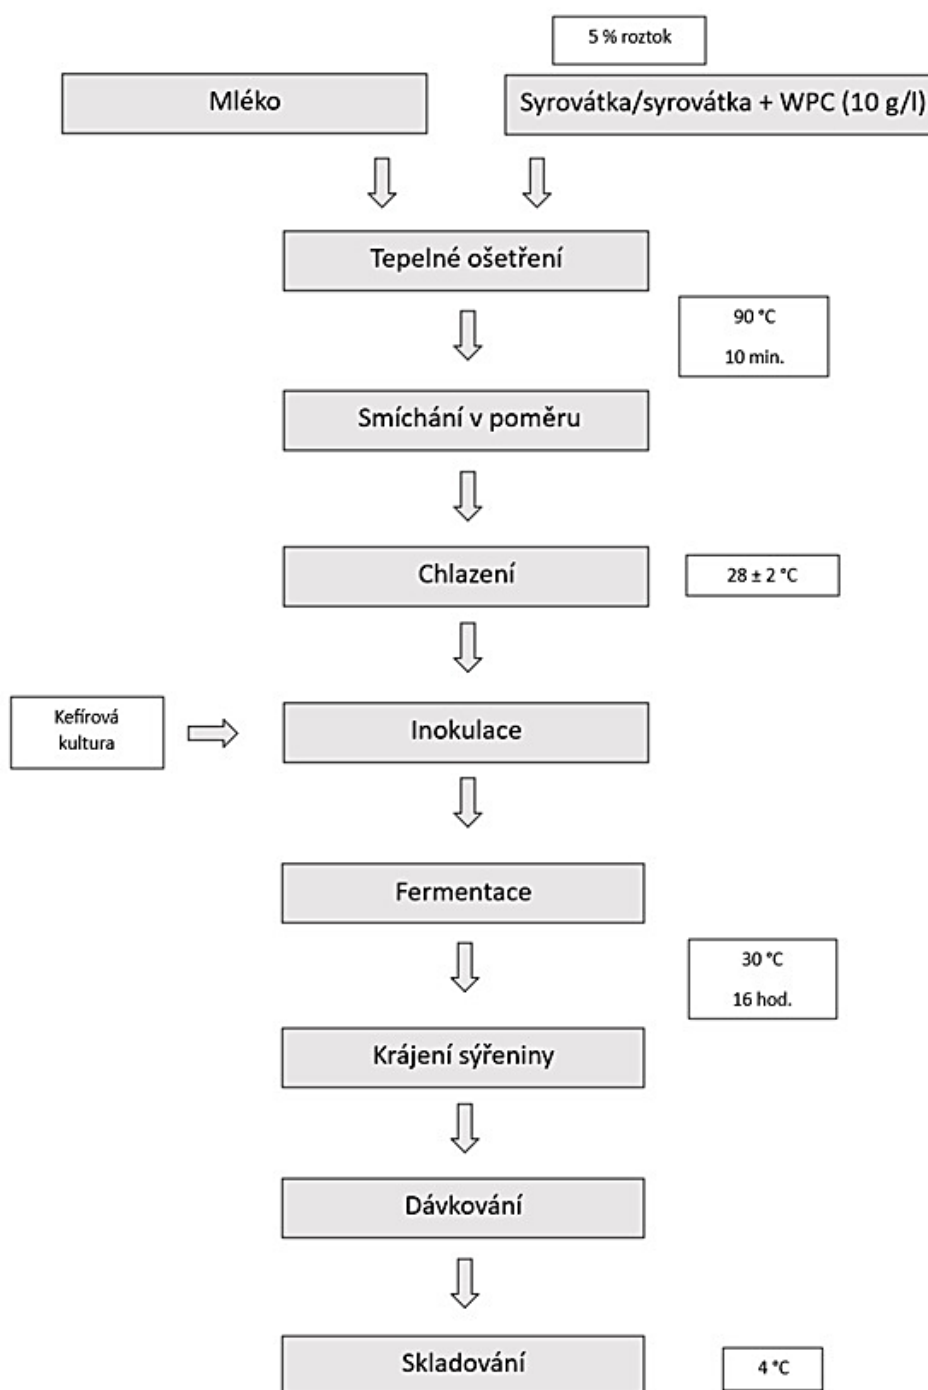 5 % roztok
Mléko
Syrovátka/syrovátka + WPC (10 g/l)
Tepelné ošetření
90 °C
10 min.
Smíchání v poměru
Chlazení
28 ± 2 °C
Kefírová
kultura
Inokulace
Fermentace
30 °C
16 hod.
Krájení sýřeniny
Dávkování
Skladování
4 °C